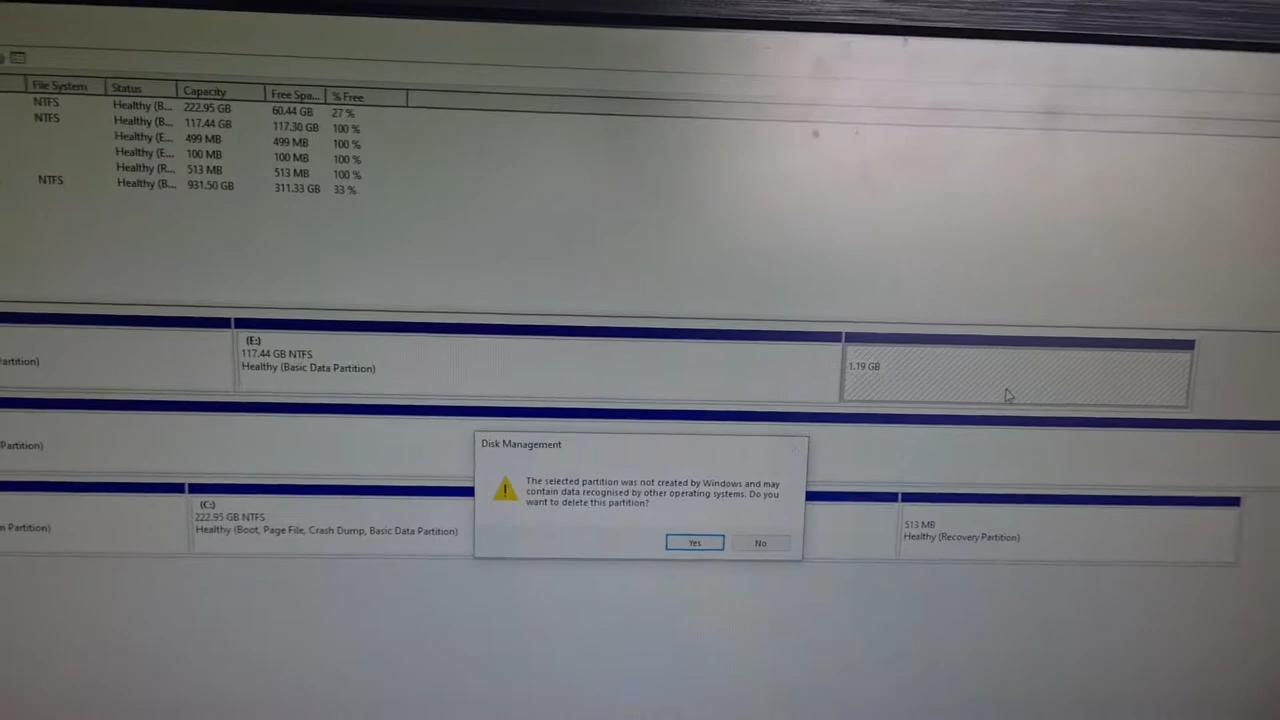 File System Status Capacity Free Spa... % Free
NTFS Healthy (B... 222.95 GB 60.44 GB 27 %
NTFS Healthy (B... 117.44 GB 117.30 GB 100 %
Healthy (E... 499 MB 499 MB 100 %
Healthy (E... 100 MB 100 MB 100 %
Healthy (R... 513 MB 513 MB 100 %
NTFS Healthy (B... 931.50 GB 311.33 GB 33 %
artition)
(E:)
117.44 GB NTFS
Healthy (Basic Data Partition)
1.19 GB
Partition)
Disk Management
The selected partition was not created by Windows and may
contain data recognised by other operating systems. Do you
want to delete this partition?
Yes No
m Partition)
(C:)
222.95 GB NTFS
Healthy (Boot, Page File, Crash Dump, Basic Data Partition)
513 MB
Healthy (Recovery Partition)